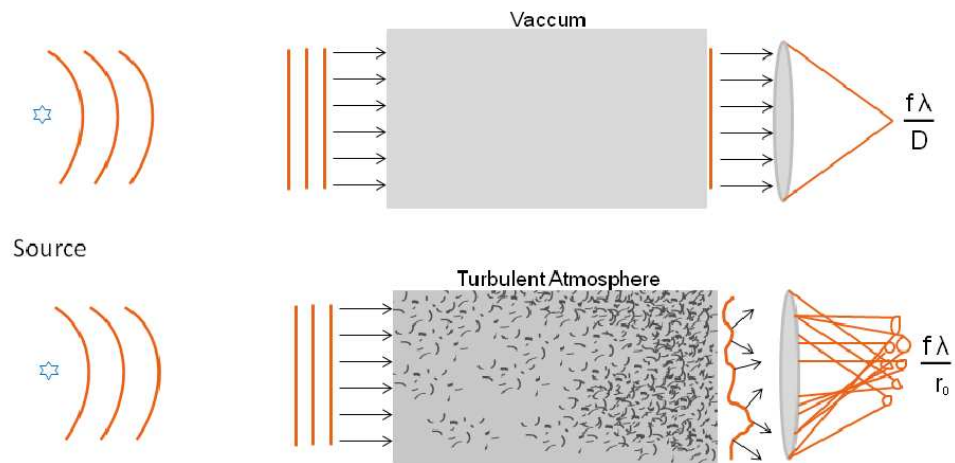 Vaccum
f λ
D
Source
Turbulent Atmosphere
f λ
r₀